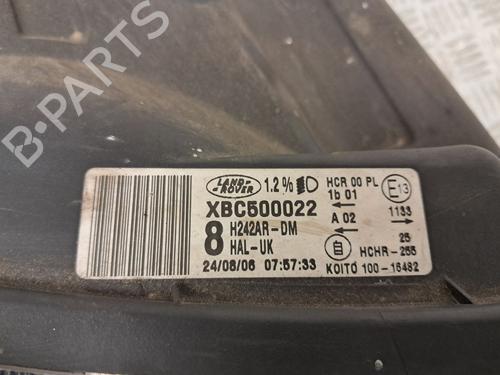 B-PARTS
LAND
ROVER
1.2%
HCR 00 PL
1b 01
E13
XBC500022
A 02
1133
8
H242AR-DM
HAL-UK
25
HCHR-255
24/08/06 07:57:33
KOITO 100-16482